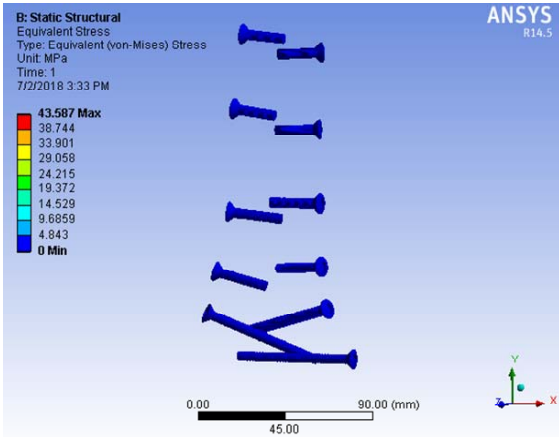 B: Static Structural
Equivalent Stress
Type: Equivalent (von-Mises) Stress
Unit: MPa
Time: 1
7/2/2018 3:33 PM
ANSYS
R14.5
43.587 Max
38.744
33.901
29.058
24.215
19.372
14.529
9.6859
4.843
0 Min
0.00 90.00 (mm)
45.00
Y
Z X